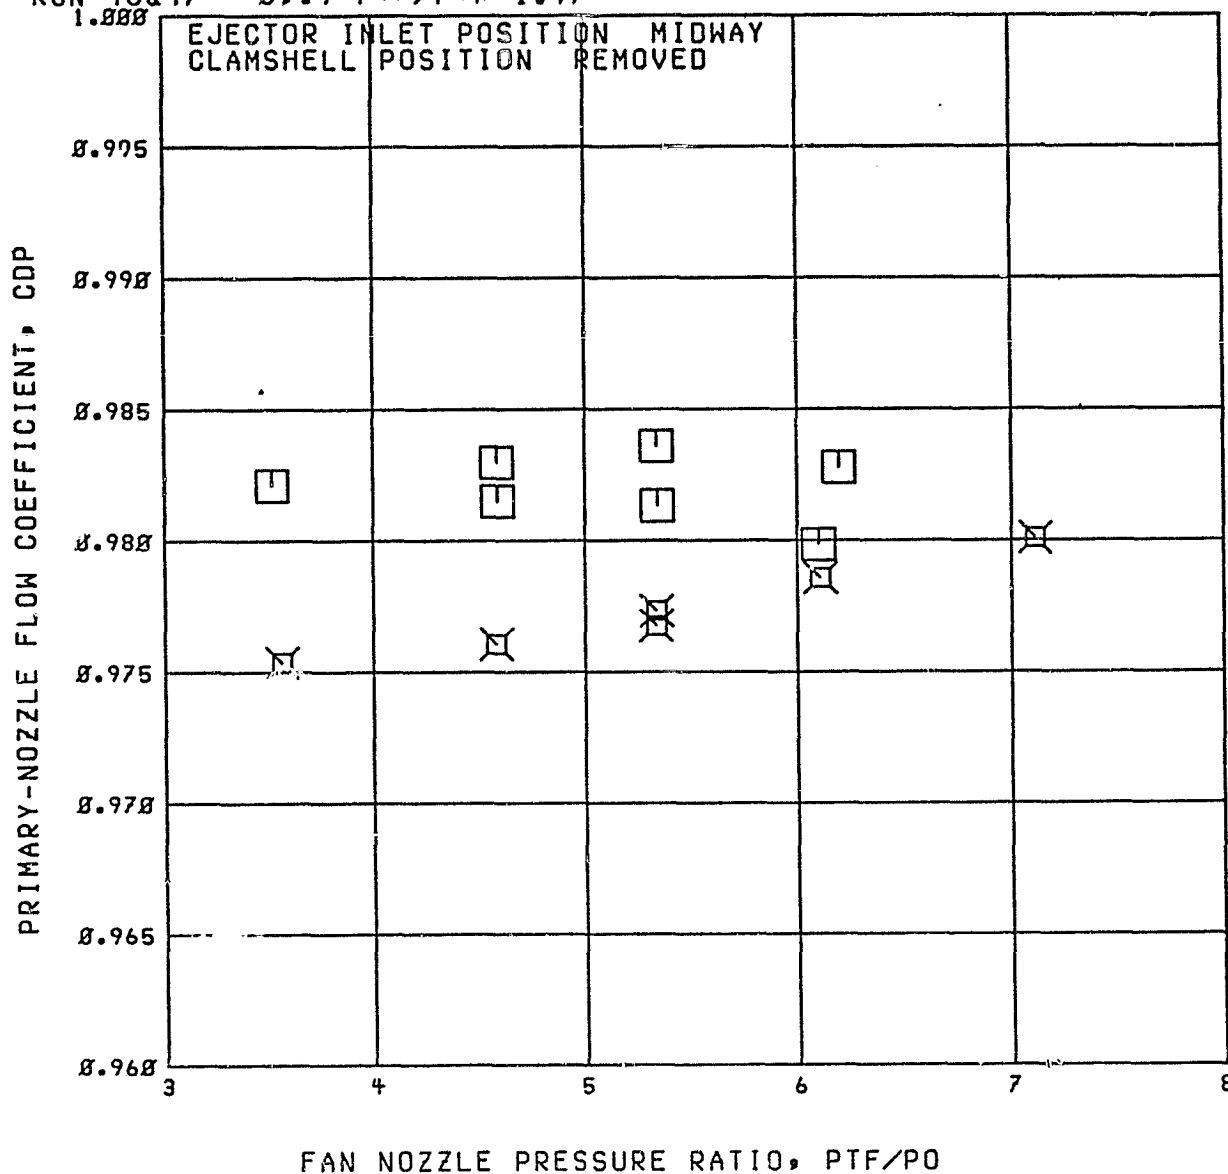 1.000
EJECTOR INLET POSITION MIDWAY
CLAMSHELL POSITION REMOVED
0.975
0.990
0.985
0.980
0.975
0.970
0.965
0.960
3 4 5 6 7 8
PRIMARY-NOZZLE FLOW COEFFICIENT, CDP
FAN NOZZLE PRESSURE RATIO, PTF/PO